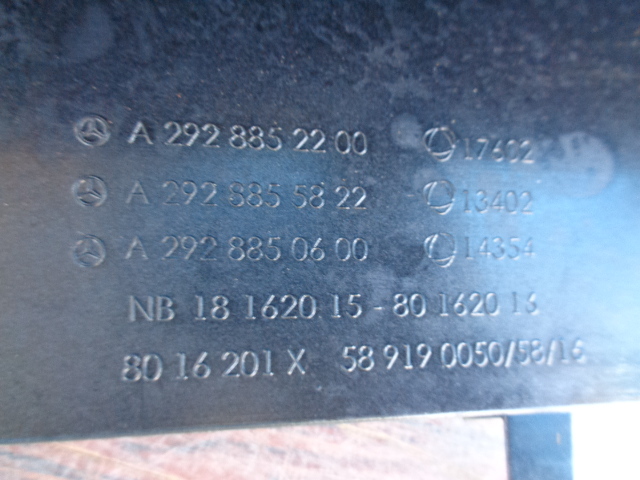 A 292 885 22 00 17602
A 292 885 58 22 13402
A 292 885 06 00 14354
NB 18 1620 15 - 80 1620 16
80 16 201 X 58 919 0050/58/16